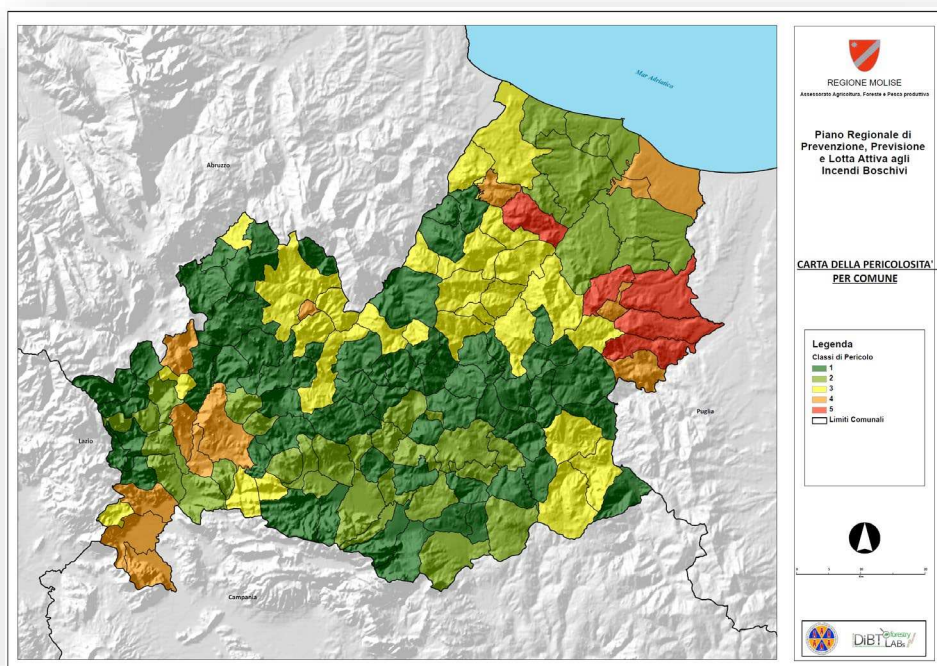 Mar Adriatico
Abruzzo
Lazio
Puglia
Campania
REGIONE MOLISE
Assessorato Agricoltura, Foreste e Pesca produttiva
Piano Regionale di
Prevenzione, Previsione
e Lotta Attiva agli
Incendi Boschivi
CARTA DELLA PERICOLOSITA'
PER COMUNE
Legenda
Classi di Pericolo
1
2
3
4
5
Limiti Comunali
DiBT forestry
LABs